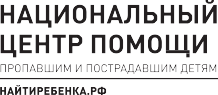 НАЦИОНАЛЬНЫЙ
ЦЕНТР ПОМОЩИ
ПРОПАВШИМ И ПОСТРАДАВШИМ ДЕТЯМ
НАЙТИРЕБЕНКА.РФ